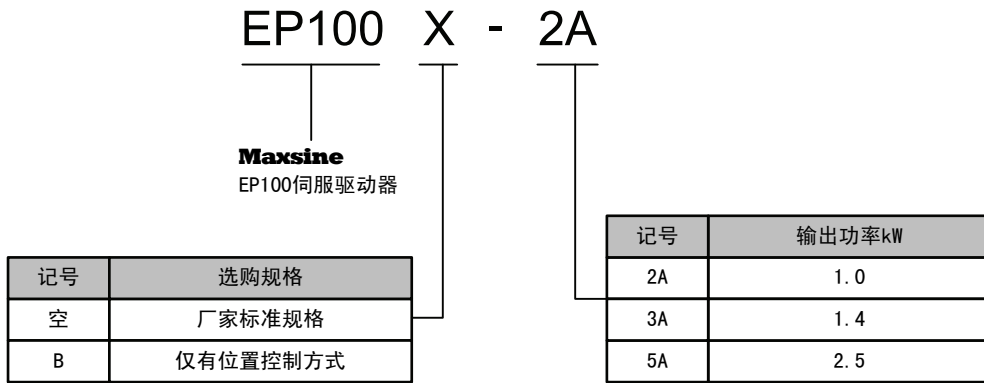 EP100 X - 2A
Maxsine
EP100伺服驱动器
记号 选购规格
空 厂家标准规格
B 仅有位置控制方式
记号 输出功率kW
2A 1.0
3A 1.4
5A 2.5